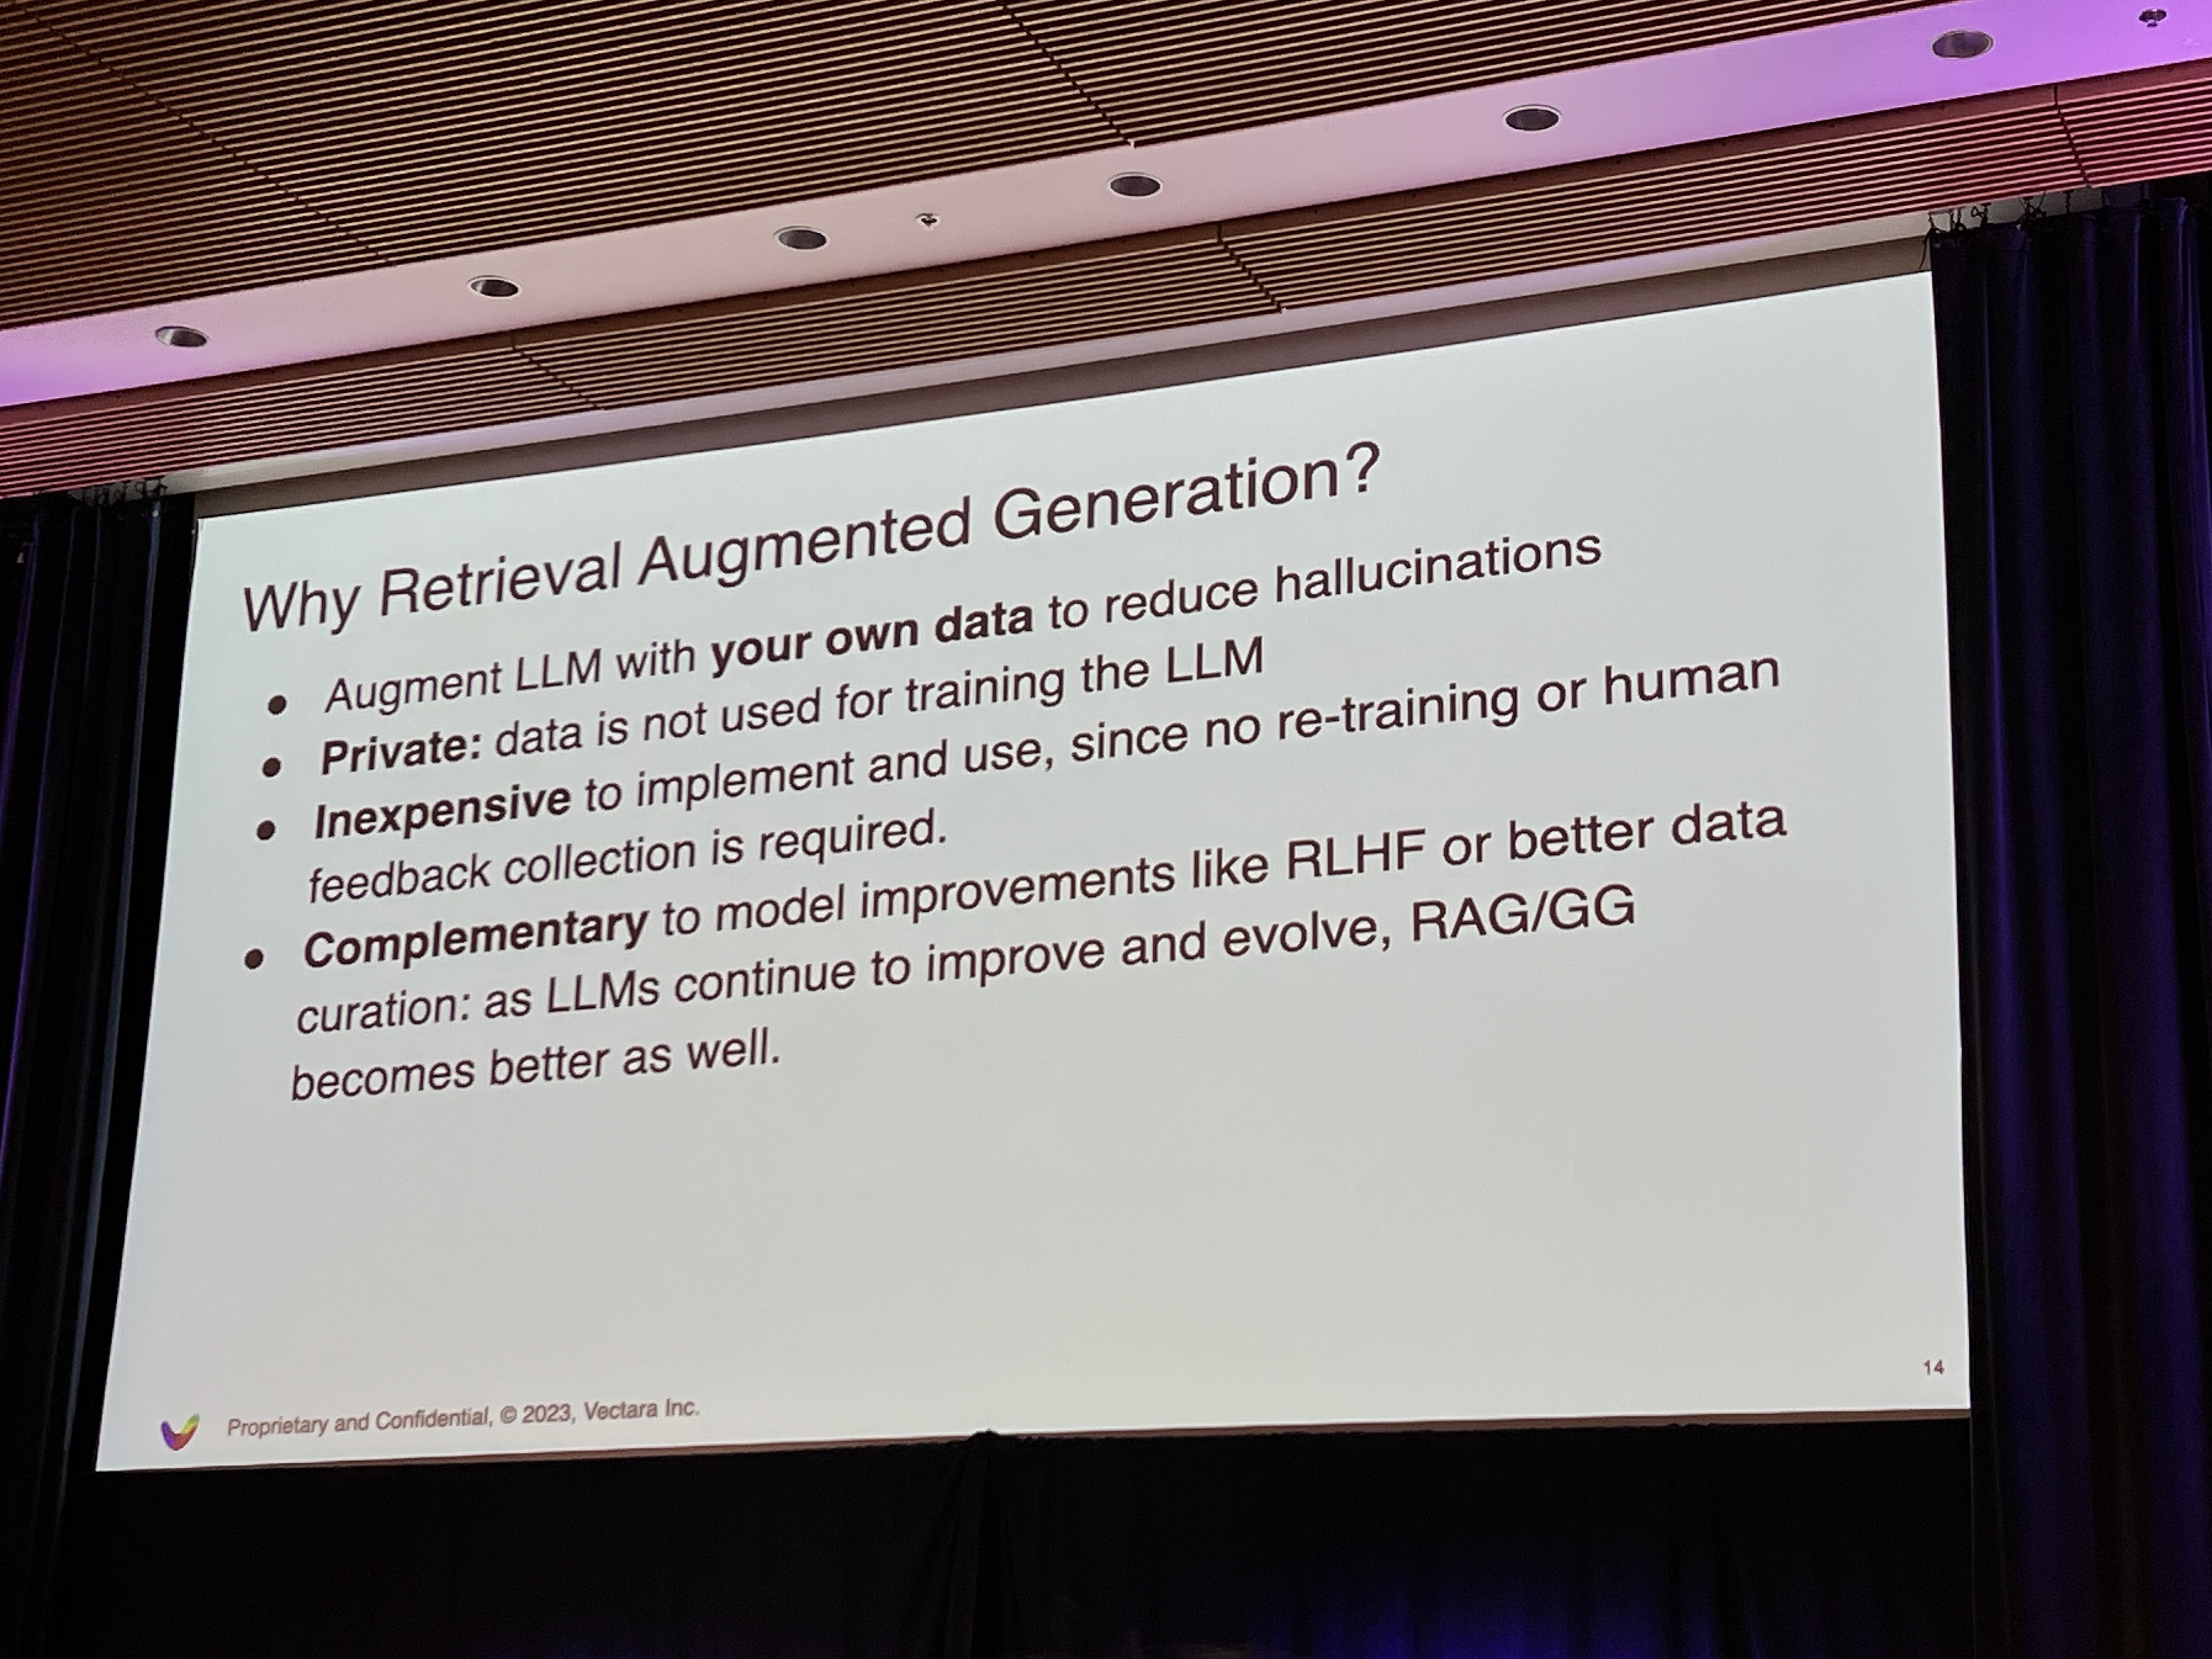 Why Retrieval Augmented Generation?
● Augment LLM with your own data to reduce hallucinations
● Private: data is not used for training the LLM
● Inexpensive to implement and use, since no re-training or human
feedback collection is required.
● Complementary to model improvements like RLHF or better data
curation: as LLMs continue to improve and evolve, RAG/GG
becomes better as well.
14
Proprietary and Confidential, © 2023, Vectara Inc.